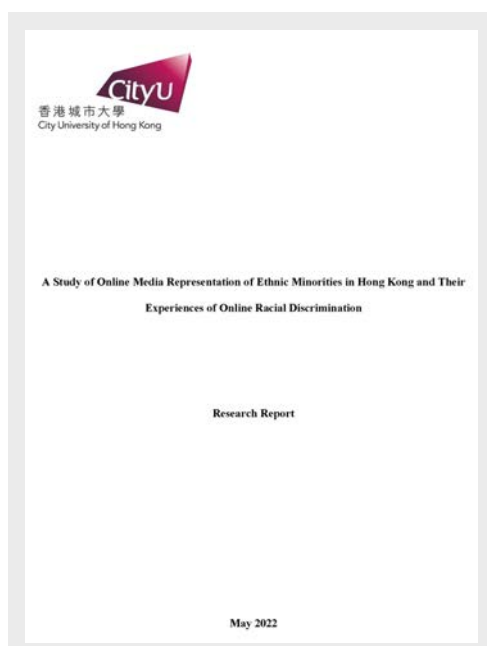 CityU
香港城市大學
City University of Hong Kong
A Study of Online Media Representation of Ethnic Minorities in Hong Kong and Their
Experiences of Online Racial Discrimination
Research Report
May 2022